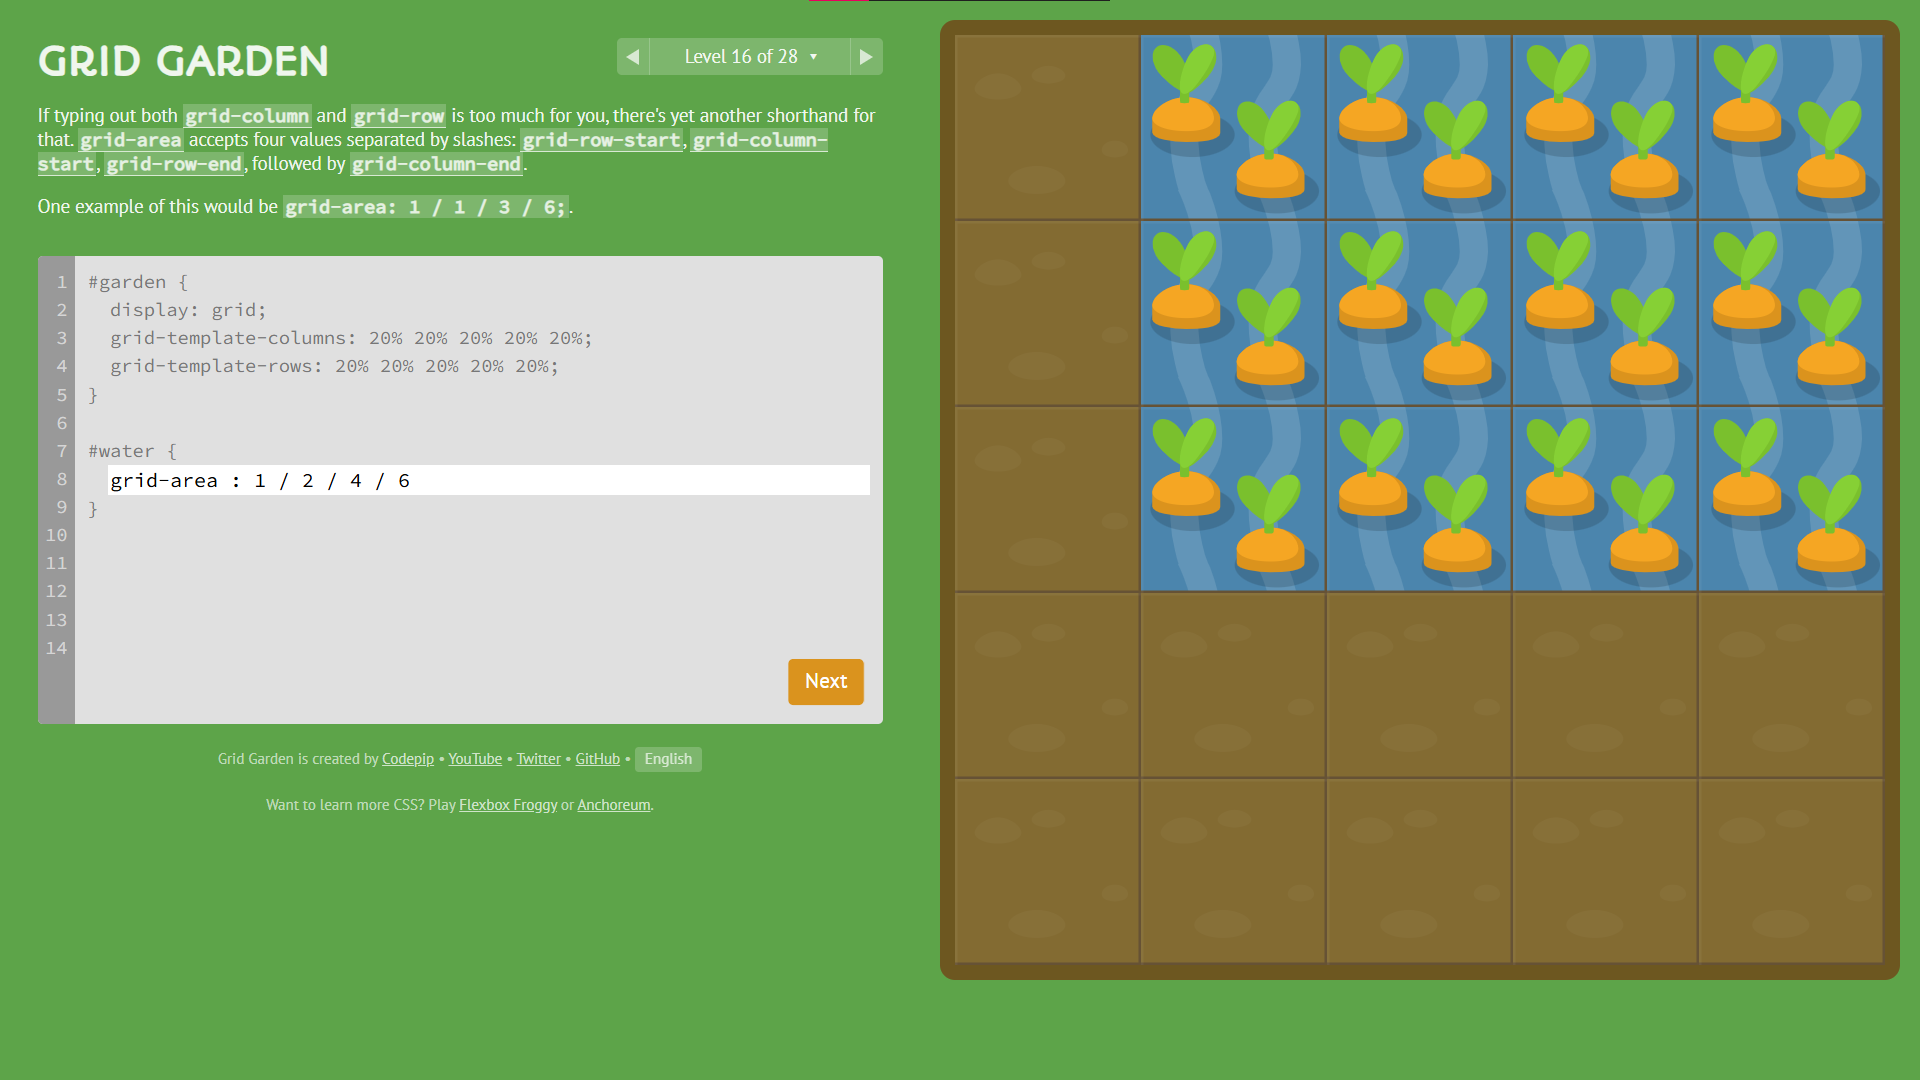 GRID GARDEN
Level 16 of 28
If typing out both grid-column and grid-row is too much for you, there's yet another shorthand for
that. grid-area accepts four values separated by slashes: grid-row-start, grid-column-
start, grid-row-end, followed by grid-column-end.
One example of this would be grid-area: 1 / 1 / 3 / 6;.
1 #garden {
2 display: grid;
3 grid-template-columns: 20% 20% 20% 20% 20%;
4 grid-template-rows: 20% 20% 20% 20% 20%;
5 }
6
7 #water {
8 grid-area : 1 / 2 / 4 / 6
9 }
10
11
12
13
14
Next
Grid Garden is created by Codepip • YouTube • Twitter • GitHub • English
Want to learn more CSS? Play Flexbox Froggy or Anchoreum.